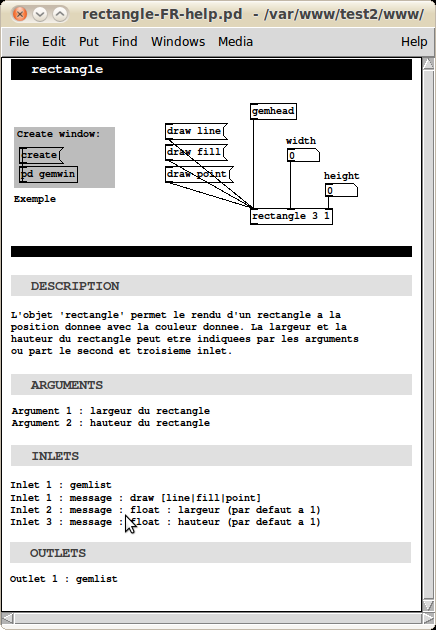 rectangle-FR-help.pd - /var/www/test2/www/
File Edit Put Find Windows Media Help
rectangle
Create window:
create
pd gemwin
Exemple
draw line
draw fill
draw point
gemhead
width
0
height
0
rectangle 3 1
DESCRIPTION
L'objet 'rectangle' permet le rendu d'un rectangle a la
position donnee avec la couleur donnee. La largeur et la
hauteur du rectangle peut etre indiquees par les arguments
ou part le second et troisieme inlet.
ARGUMENTS
Argument 1 : largeur du rectangle
Argument 2 : hauteur du rectangle
INLETS
Inlet 1 : gemlist
Inlet 1 : message : draw [line|fill|point]
Inlet 2 : message : float : largeur (par defaut a 1)
Inlet 3 : message : float : hauteur (par defaut a 1)
OUTLETS
Outlet 1 : gemlist